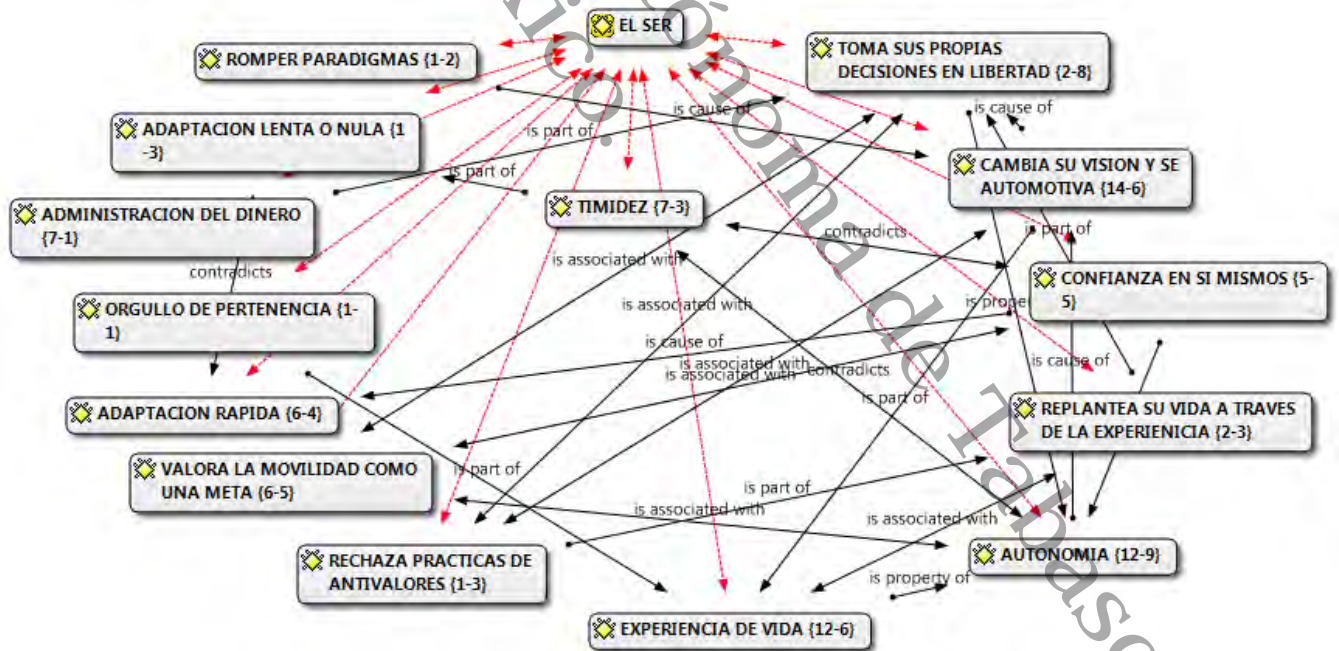 EL SER
ROMPER PARADIGMAS {1-2}
TOMA SUS PROPIAS
DECISIONES EN LIBERTAD {2-8}
is cause of
is cause of
ADAPTACION LENTA O NULA {1
-3}
is part of
CAMBIA SU VISION Y SE
AUTOMOTIVA {14-6}
is part of
ADMINISTRACION DEL DINERO
{7-1}
TIMIDEZ {7-3}
contradicts
is part of
contradicts
is associated with
CONFIANZA EN SI MISMOS {5-
5}
ORGULLO DE PERTENENCIA {1-
1}
is associated with
is cause of
is associated with
is associated with
contradicts
is cause of
ADAPTACION RAPIDA {6-4}
is part of
REPLANTEA SU VIDA A TRAVES
DE LA EXPERIENICIA {2-3}
VALORA LA MOVILIDAD COMO
UNA META {6-5}
is part of
is part of
is associated with
is associated with
RECHAZA PRACTICAS DE
ANTIVALORES {1-3}
AUTONOMIA {12-9}
is property of
EXPERIENCIA DE VIDA {12-6}
México.
de Tabasco